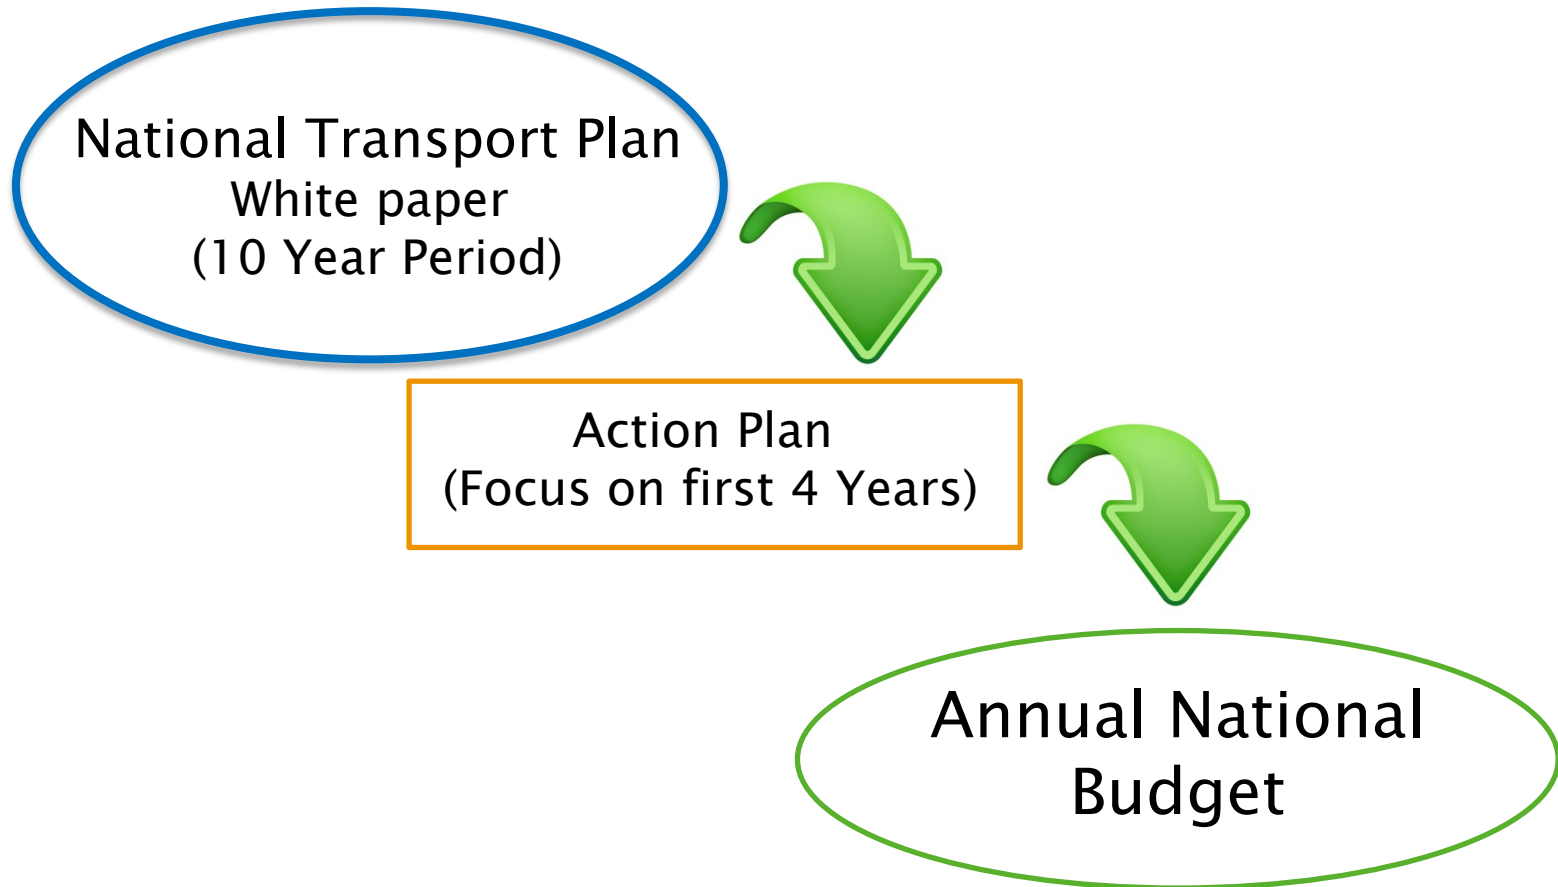 National Transport Plan
White paper
(10 Year Period)
Action Plan
(Focus on first 4 Years)
Annual National
Budget